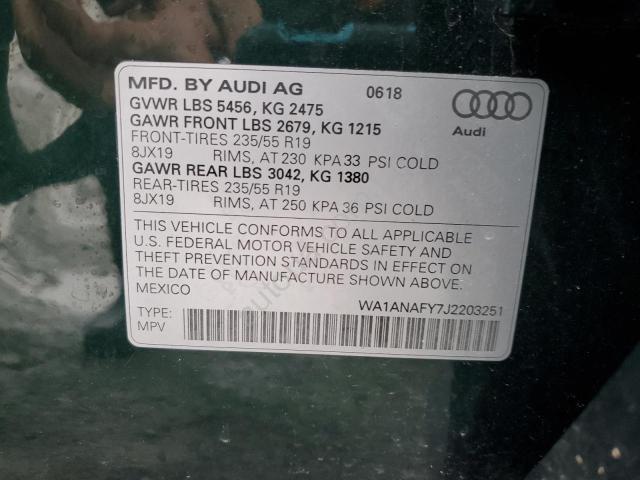 MFD. BY AUDI AG 0618
GVWR LBS 5456, KG 2475
GAWR FRONT LBS 2679, KG 1215
FRONT-TIRES 235/55 R19
8JX19 RIMS, AT 230 KPA 33 PSI COLD
GAWR REAR LBS 3042, KG 1380
REAR-TIRES 235/55 R19
8JX19 RIMS, AT 250 KPA 36 PSI COLD
Audi
THIS VEHICLE CONFORMS TO ALL APPLICABLE
U.S. FEDERAL MOTOR VEHICLE SAFETY AND
THEFT PREVENTION STANDARDS IN EFFECT ON
THE DATE OF MANUFACTURE SHOWN ABOVE.
MEXICO
WA1ANAFY7J2203251
TYPE:
MPV